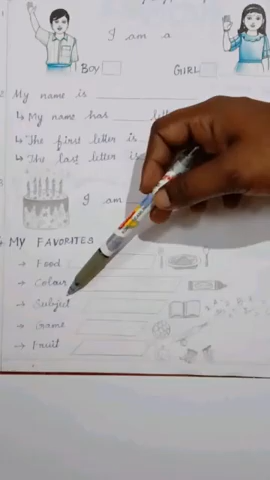 I am a
BOY GIRL
My name is
↳ My name has
↳ The first letter is
↳ The last letter is
I am
MY FAVORITES
→ Food
→ Colour
→ Subject
→ Game
→ Fruit